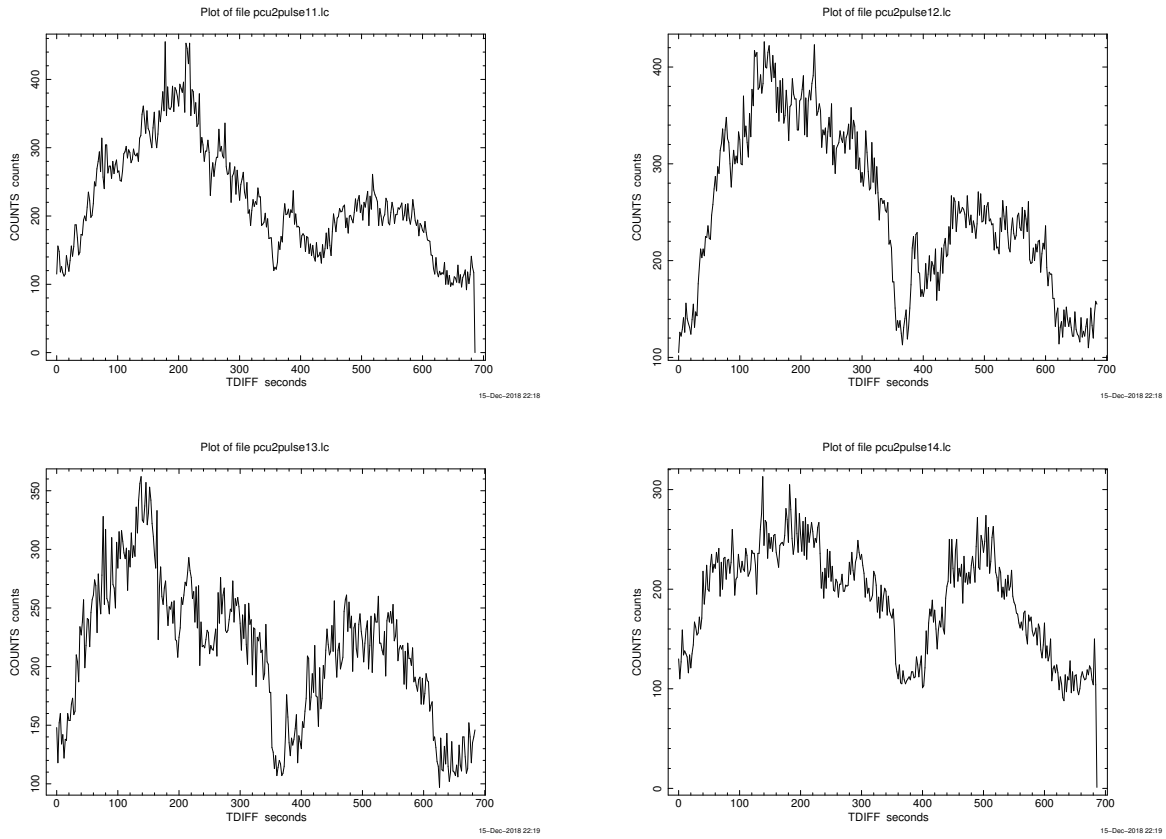 Plot of file pcu2pulse11.lc
COUNTS counts
0 100 200 300 400
0 100 200 300 400 500 600 700
TDIFF seconds
15-Dec-2018 22:18
Plot of file pcu2pulse12.lc
COUNTS counts
100 200 300 400
0 100 200 300 400 500 600 700
TDIFF seconds
15-Dec-2018 22:18
Plot of file pcu2pulse13.lc
COUNTS counts
100 150 200 250 300 350
0 100 200 300 400 500 600 700
TDIFF seconds
15-Dec-2018 22:19
Plot of file pcu2pulse14.lc
COUNTS counts
0 100 200 300
0 100 200 300 400 500 600 700
TDIFF seconds
15-Dec-2018 22:19